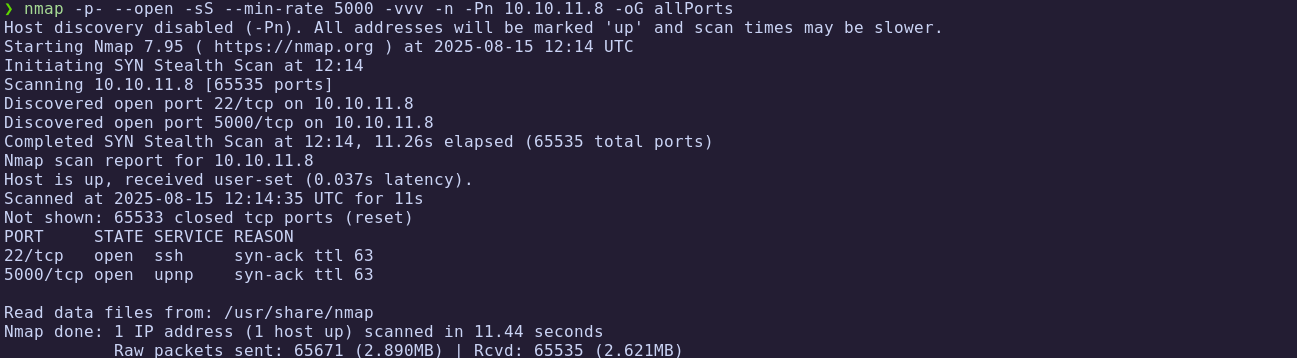 ❯ nmap -p- --open -sS --min-rate 5000 -vvv -n -Pn 10.10.11.8 -oG allPorts
Host discovery disabled (-Pn). All addresses will be marked 'up' and scan times may be slower.
Starting Nmap 7.95 ( https://nmap.org ) at 2025-08-15 12:14 UTC
Initiating SYN Stealth Scan at 12:14
Scanning 10.10.11.8 [65535 ports]
Discovered open port 22/tcp on 10.10.11.8
Discovered open port 5000/tcp on 10.10.11.8
Completed SYN Stealth Scan at 12:14, 11.26s elapsed (65535 total ports)
Nmap scan report for 10.10.11.8
Host is up, received user-set (0.037s latency).
Scanned at 2025-08-15 12:14:35 UTC for 11s
Not shown: 65533 closed tcp ports (reset)
PORT     STATE SERVICE REASON
22/tcp   open  ssh     syn-ack ttl 63
5000/tcp open  upnp    syn-ack ttl 63

Read data files from: /usr/share/nmap
Nmap done: 1 IP address (1 host up) scanned in 11.44 seconds
           Raw packets sent: 65671 (2.890MB) | Rcvd: 65535 (2.621MB)